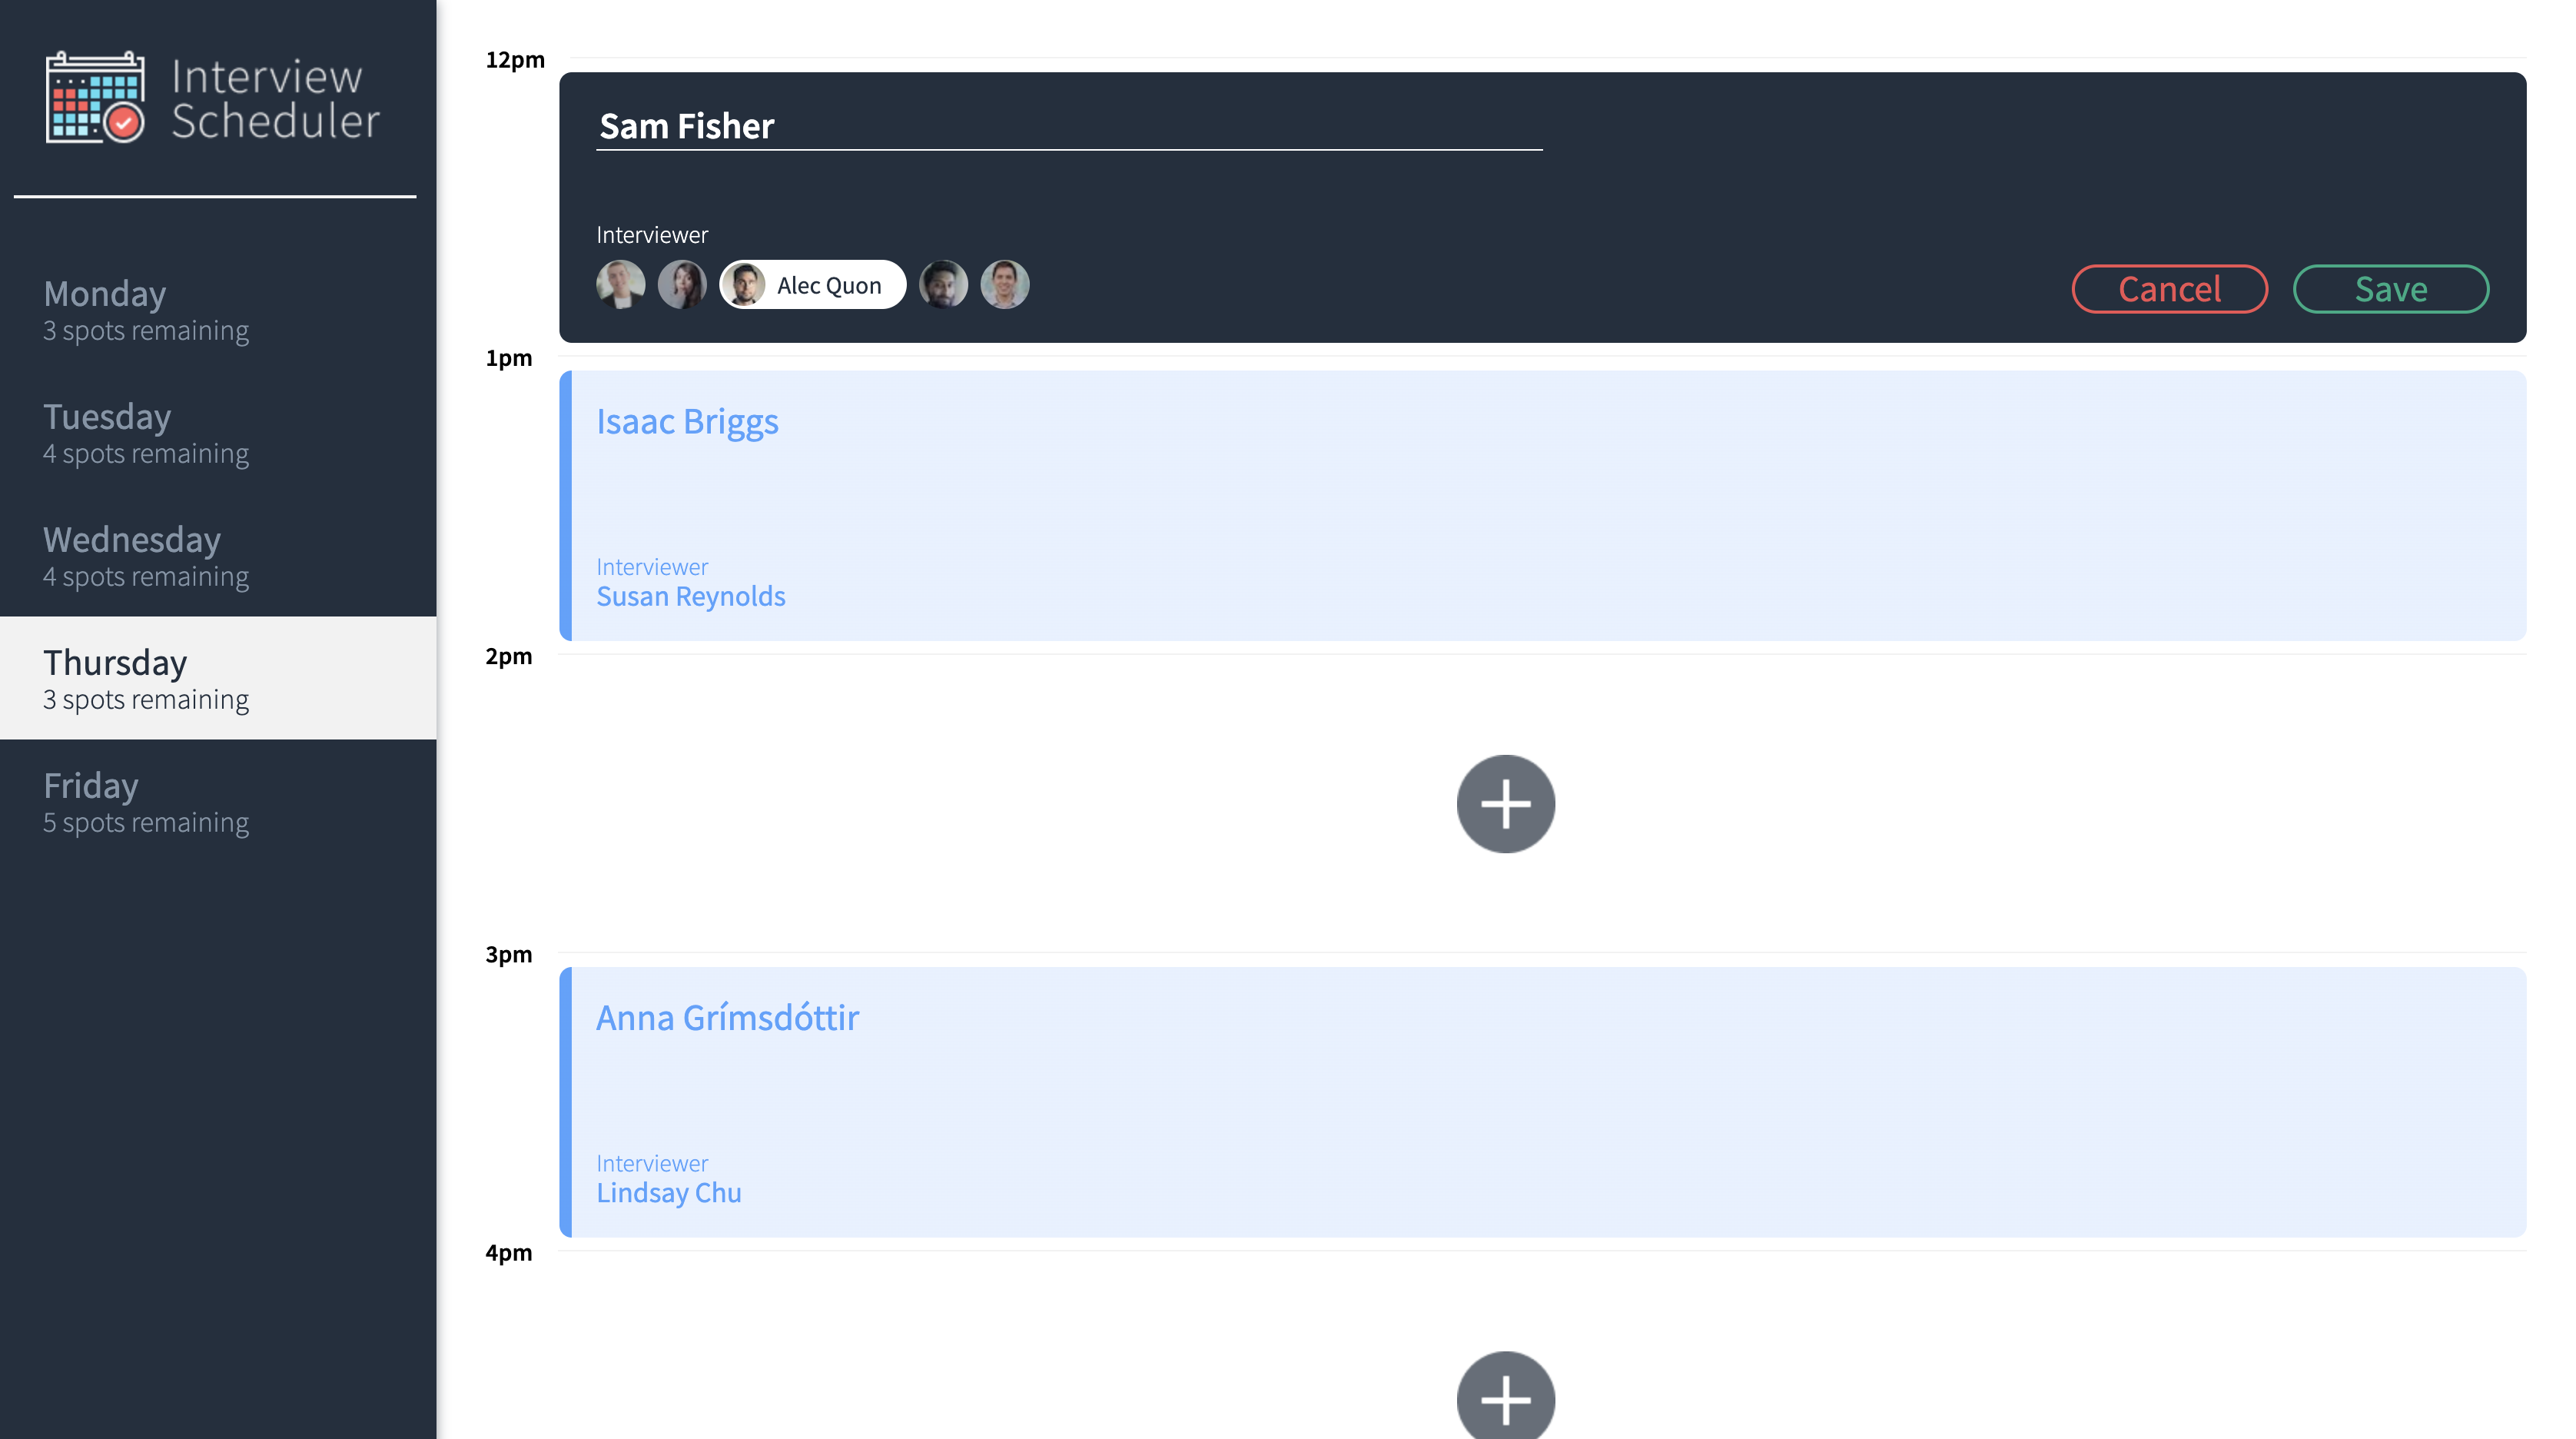 Interview
Scheduler
Monday
3 spots remaining
Tuesday
4 spots remaining
Wednesday
4 spots remaining
Thursday
3 spots remaining
Friday
5 spots remaining
12pm
Sam Fisher
Interviewer
Alec Quon
Cancel
Save
1pm
Isaac Briggs
Interviewer
Susan Reynolds
2pm
3pm
Anna Grímsdóttir
Interviewer
Lindsay Chu
4pm